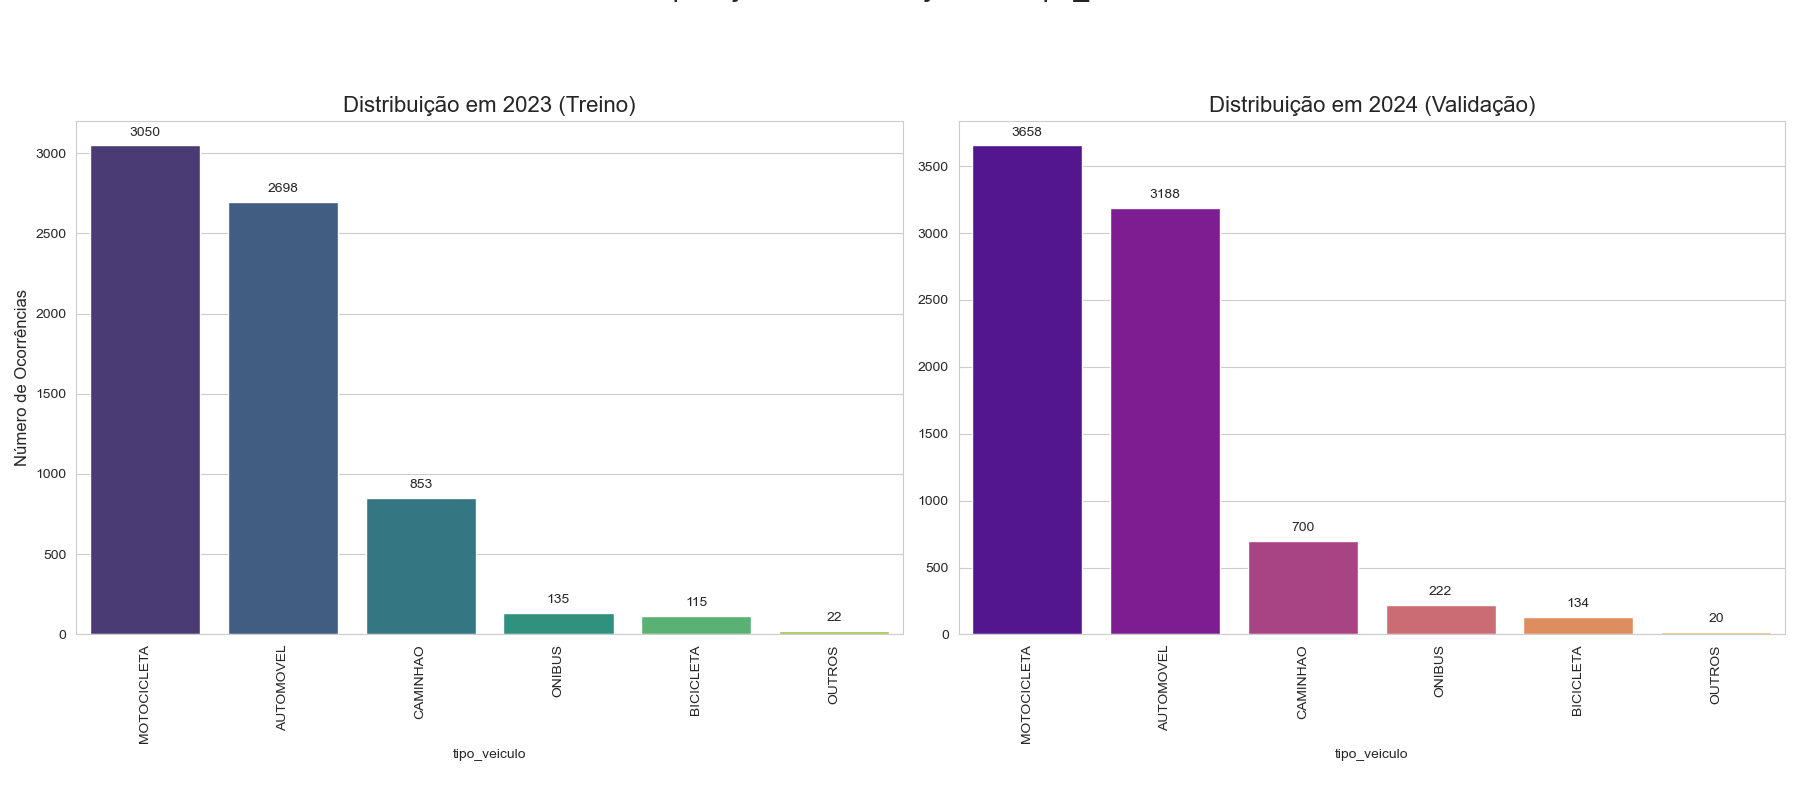 Distribuição em 2023 (Treino)
3050
2698
853
135
115
22
3000
2500
2000
1500
1000
500
0
Número de Ocorrências
MOTOCICLETA
AUTOMOVEL
CAMINHAO
ONIBUS
BICICLETA
OUTROS
tipo_veiculo
Distribuição em 2024 (Validação)
3658
3188
700
222
134
20
3500
3000
2500
2000
1500
1000
500
0
MOTOCICLETA
AUTOMOVEL
CAMINHAO
ONIBUS
BICICLETA
OUTROS
tipo_veiculo